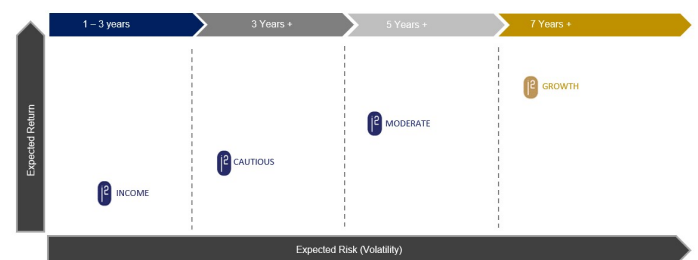 1 – 3 years
3 Years +
5 Years +
7 Years +
Expected Return
GROWTH
MODERATE
CAUTIOUS
INCOME
Expected Risk (Volatility)